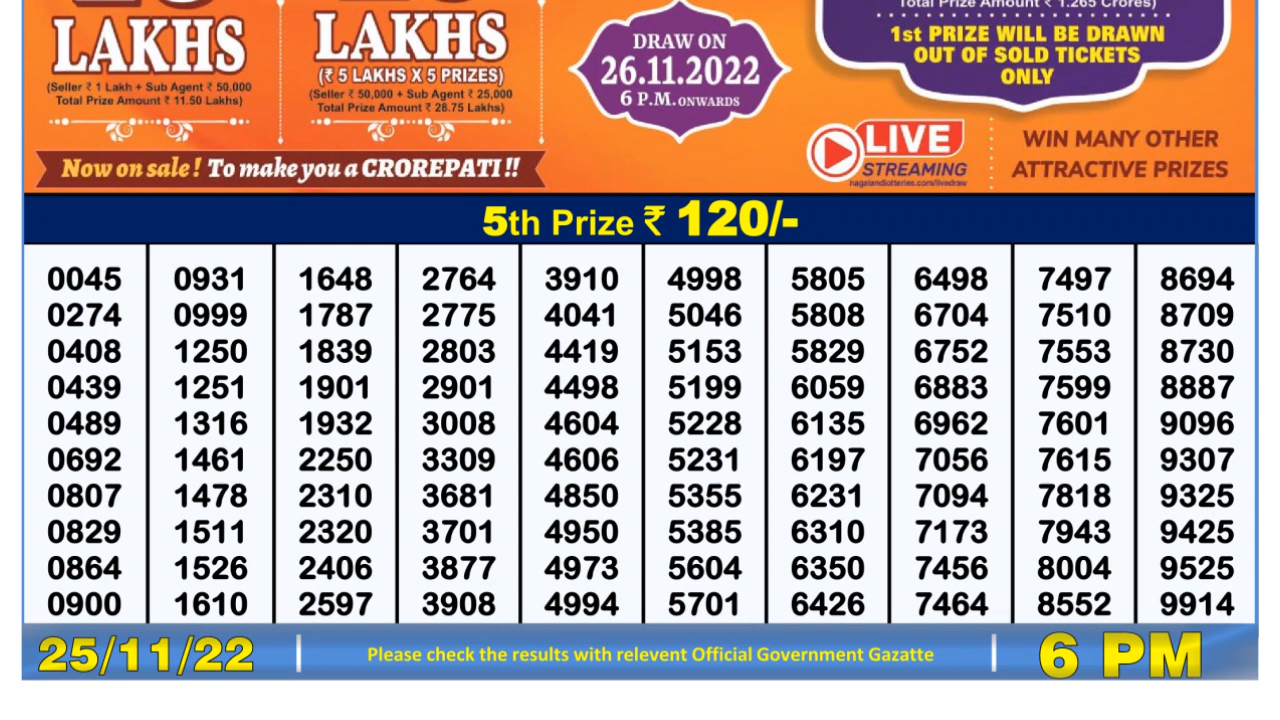 LAKHS
(Seller ₹ 1 Lakh + Sub Agent ₹ 50,000
Total Prize Amount ₹ 11.50 Lakhs)
LAKHS
(₹ 5 LAKHS X 5 PRIZES)
(Seller ₹ 50,000 + Sub Agent ₹ 25,000
Total Prize Amount ₹ 28.75 Lakhs)
DRAW ON
26.11.2022
6 P.M. ONWARDS
Total Prize Amount ₹ 1.265 Crores)
1st PRIZE WILL BE DRAWN
OUT OF SOLD TICKETS
ONLY
Now on sale! To make you a CROREPATI !!
LIVE
STREAMING
nagalandlotteries.com/livedraw
WIN MANY OTHER
ATTRACTIVE PRIZES
5th Prize ₹ 120/-
0045 0931 1648 2764 3910 4998 5805 6498 7497 8694
0274 0999 1787 2775 4041 5046 5808 6704 7510 8709
0408 1250 1839 2803 4419 5153 5829 6752 7553 8730
0439 1251 1901 2901 4498 5199 6059 6883 7599 8887
0489 1316 1932 3008 4604 5228 6135 6962 7601 9096
0692 1461 2250 3309 4606 5231 6197 7056 7615 9307
0807 1478 2310 3681 4850 5355 6231 7094 7818 9325
0829 1511 2320 3701 4950 5385 6310 7173 7943 9425
0864 1526 2406 3877 4973 5604 6350 7456 8004 9525
0900 1610 2597 3908 4994 5701 6426 7464 8552 9914
25/11/22 | Please check the results with relevent Official Government Gazatte | 6 PM